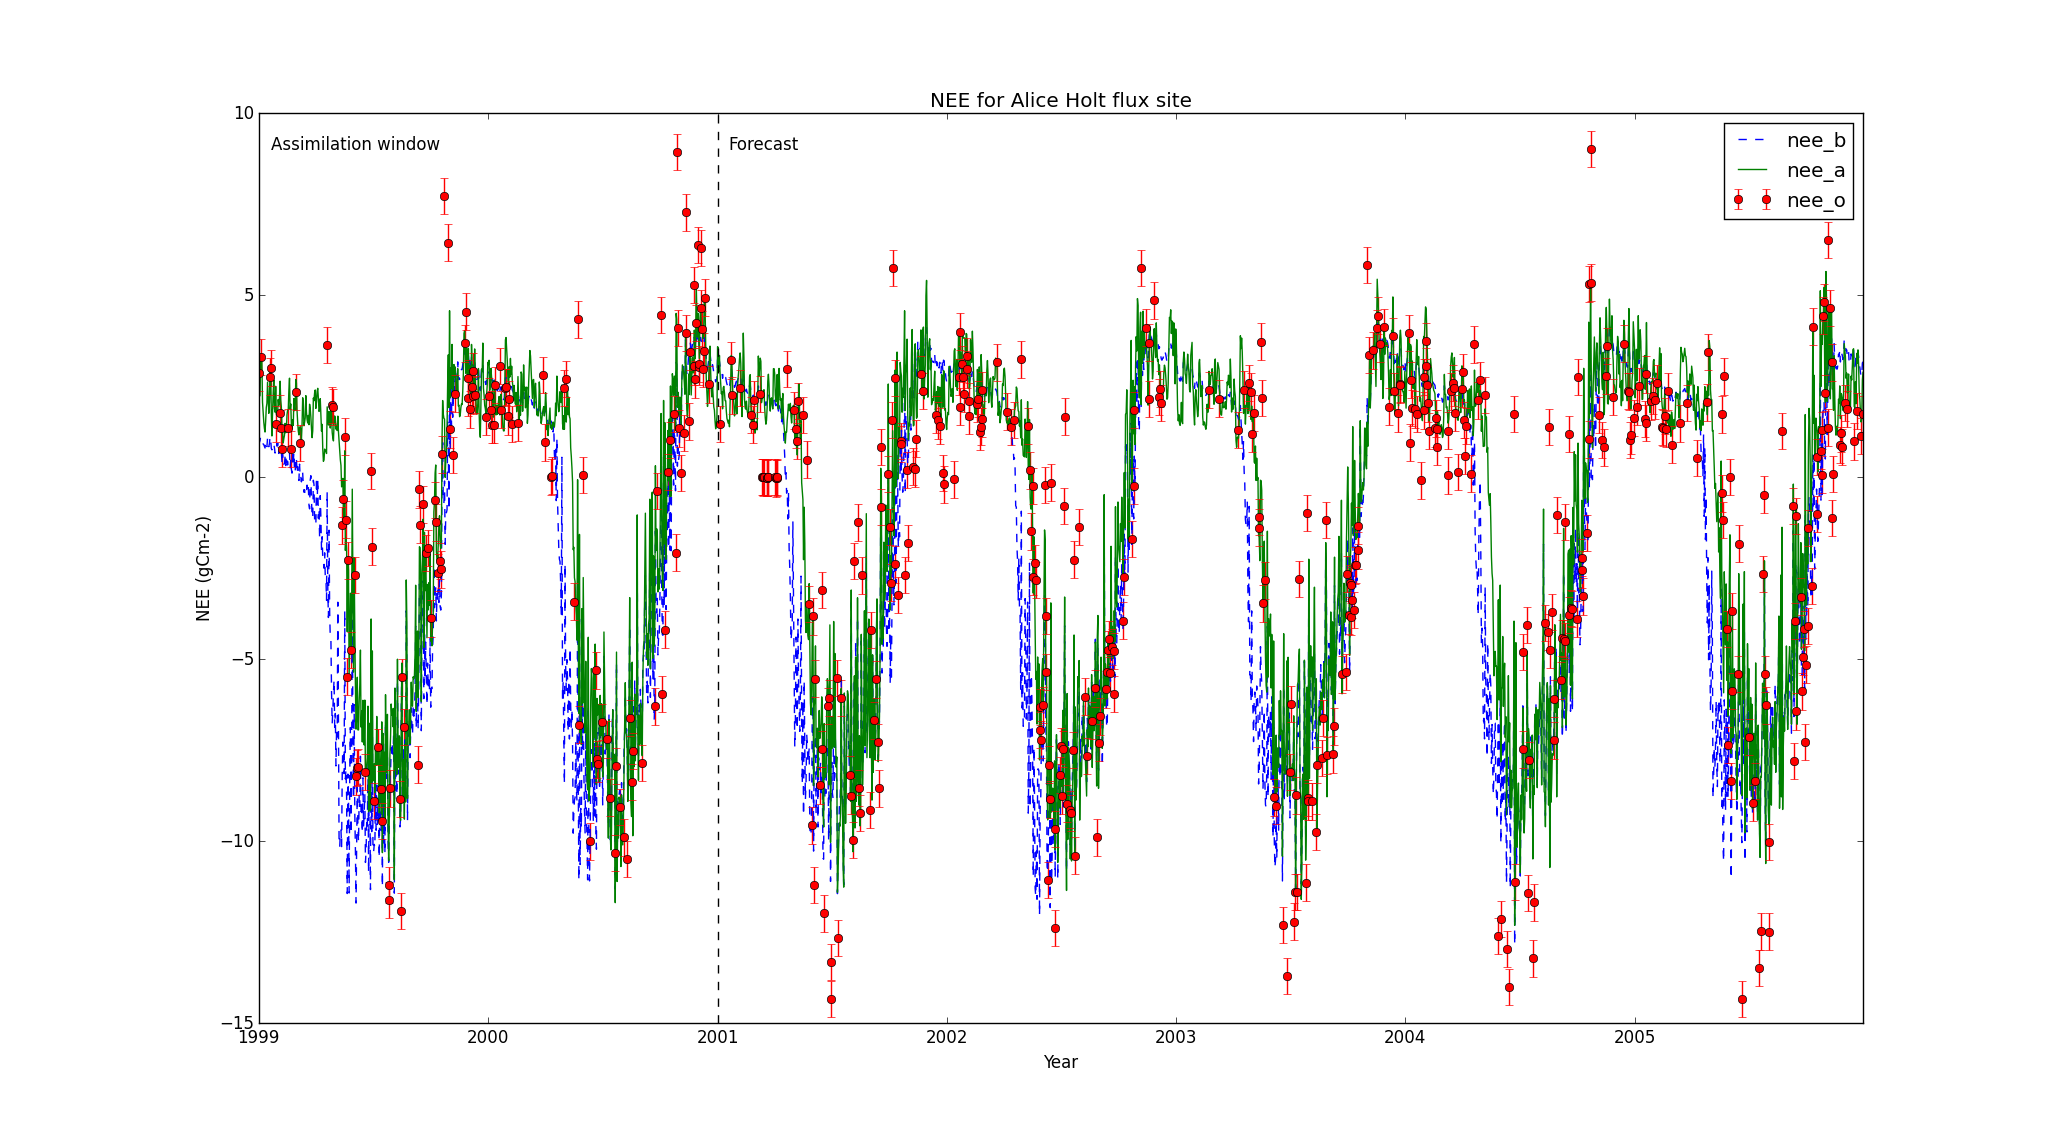 NEE for Alice Holt flux site
Assimilation window
Forecast
nee_b
nee_a
nee_o
NEE (gCm-2)
10
5
0
−5
−10
−15
1999
2000
2001
2002
2003
2004
2005
Year